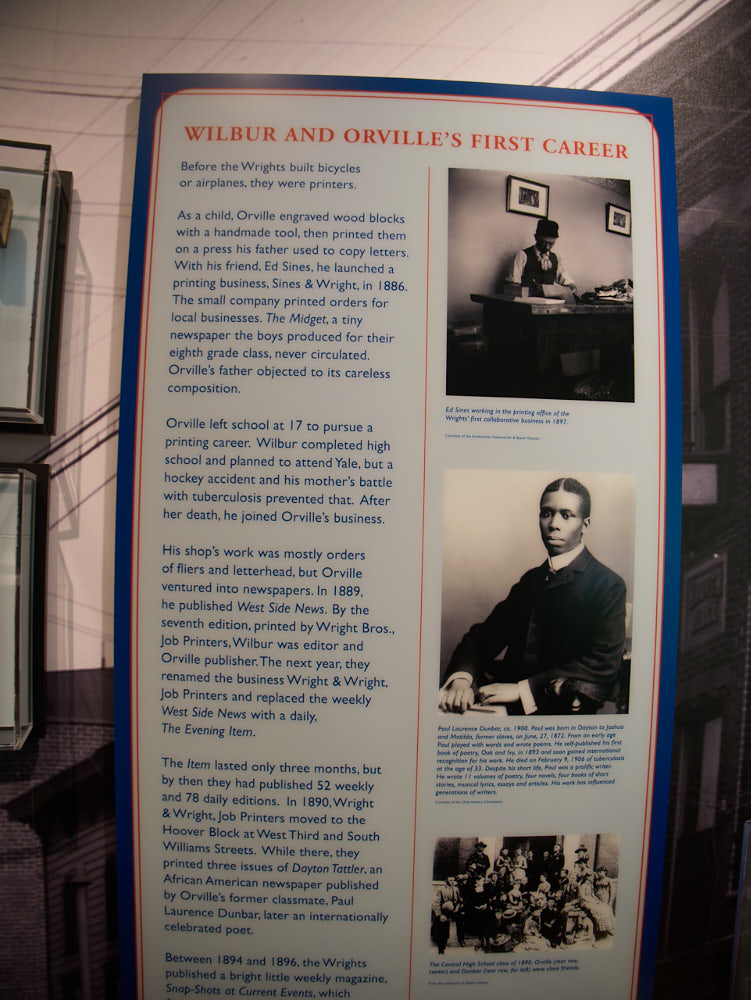 WILBUR AND ORVILLE'S FIRST CAREER
Before the Wrights built bicycles
or airplanes, they were printers.
As a child, Orville engraved wood blocks
with a handmade tool, then printed them
on a press his father used to copy letters.
With his friend, Ed Sines, he launched a
printing business, Sines & Wright, in 1886.
The small company printed orders for
local businesses. The Midget, a tiny
newspaper the boys produced for their
eighth grade class, never circulated.
Orville's father objected to its careless
composition.
Orville left school at 17 to pursue a
printing career. Wilbur completed high
school and planned to attend Yale, but a
hockey accident and his mother's battle
with tuberculosis prevented that. After
her death, he joined Orville's business.
His shop's work was mostly orders
of fliers and letterhead, but Orville
ventured into newspapers. In 1889,
he published West Side News. By the
seventh edition, printed by Wright Bros.,
Job Printers, Wilbur was editor and
Orville publisher. The next year, they
renamed the business Wright & Wright,
Job Printers and replaced the weekly
West Side News with a daily,
The Evening Item.
The Item lasted only three months, but
by then they had published 52 weekly
and 78 daily editions. In 1890, Wright
& Wright, Job Printers moved to the
Hoover Block at West Third and South
Williams Streets. While there, they
printed three issues of Dayton Tattler, an
African American newspaper published
by Orville's former classmate, Paul
Laurence Dunbar, later an internationally
celebrated poet.
Between 1894 and 1896, the Wrights
published a bright little weekly magazine,
Snap-Shots at Current Events, which
Ed Sines working in the printing office of the
Wrights' first collaborative business in 1897.
Courtesy of the Smithsonian National Air & Space Museum
Paul Laurence Dunbar, ca. 1900. Paul was born in Dayton to Joshua
and Matilda, former slaves, on June, 27, 1872. From an early age
Paul played with words and wrote poems. He self-published his first
book of poetry, Oak and Ivy, in 1893 and soon gained international
recognition for his work. He died on February 9, 1906 of tuberculosis
at the age of 33. Despite his short life, Paul was a prolific writer.
He wrote 11 volumes of poetry, four novels, four books of short
stories, musical lyrics, essays and articles. His work has influenced
generations of writers.
Courtesy of the Ohio History Connection
The Central High School class of 1890. Orville (rear row,
center) and Dunbar (rear row, far left) were close friends.
From the collection of Dayton History